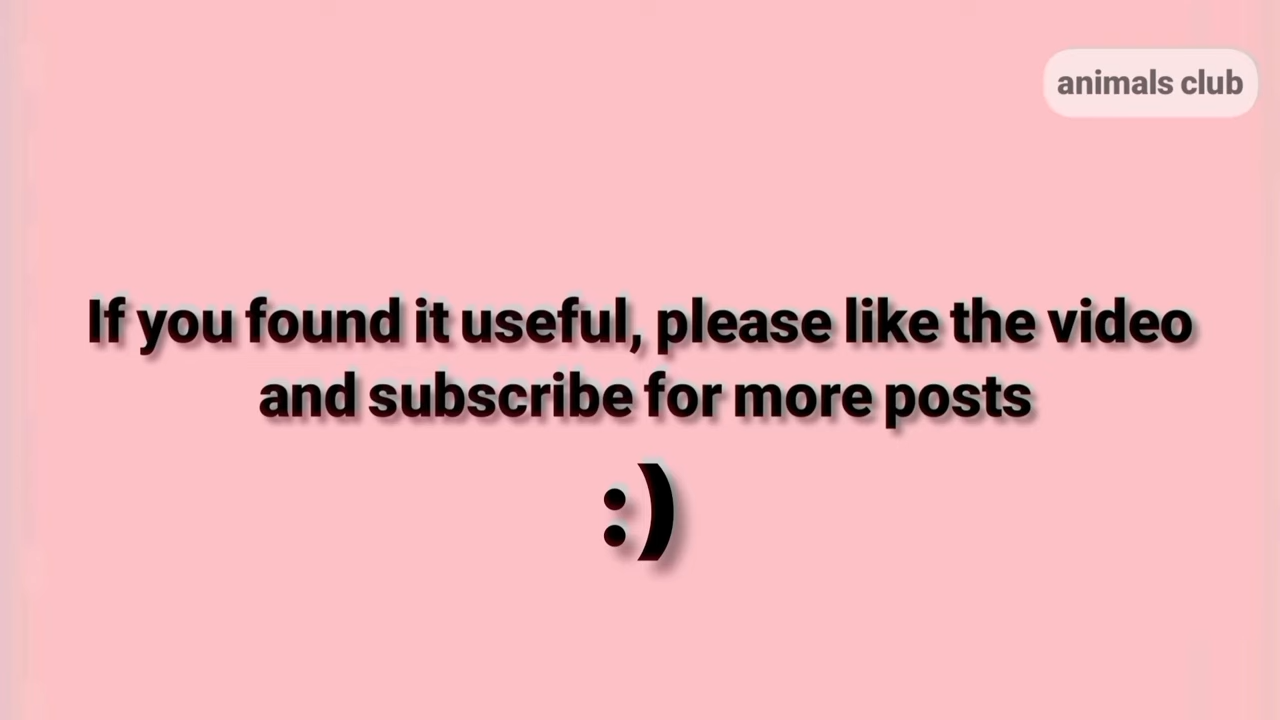 animals club
If you found it useful, please like the video
and subscribe for more posts
:)